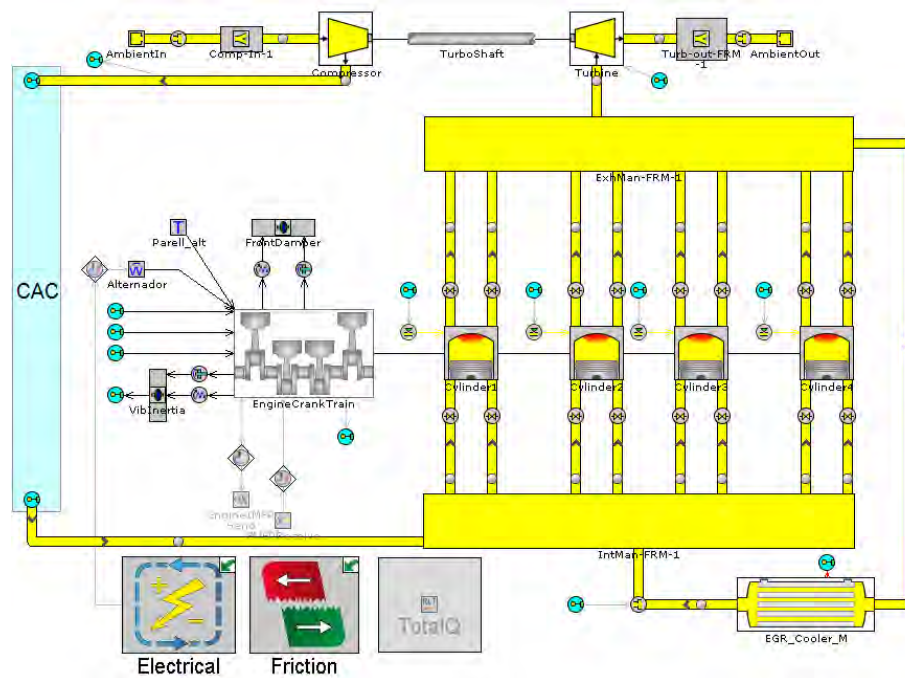 AmbientIn
Comp-In-1
Compressor
TurboShaft
Turbine
Turb-out-FRM
-1
AmbientOut
ExhMan-FRM-1
T
Parell_alt
FrontDamper
W
Alternador
CAC
VibInertia
EngineCrankTrain
Cylinder1
Cylinder2
Cylinder3
Cylinder4
IntMan-FRM-1
TotalQ
EGR_Cooler_M
Electrical
Friction